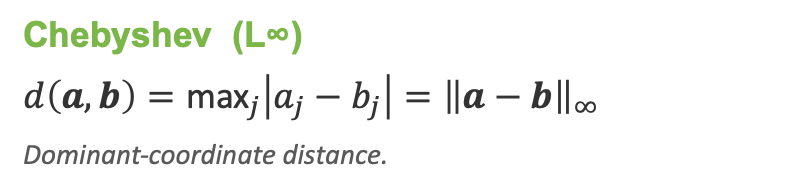 Chebyshev (L∞)
d(a, b) = maxⱼ|aⱼ − bⱼ| = ‖a − b‖∞
Dominant-coordinate distance.